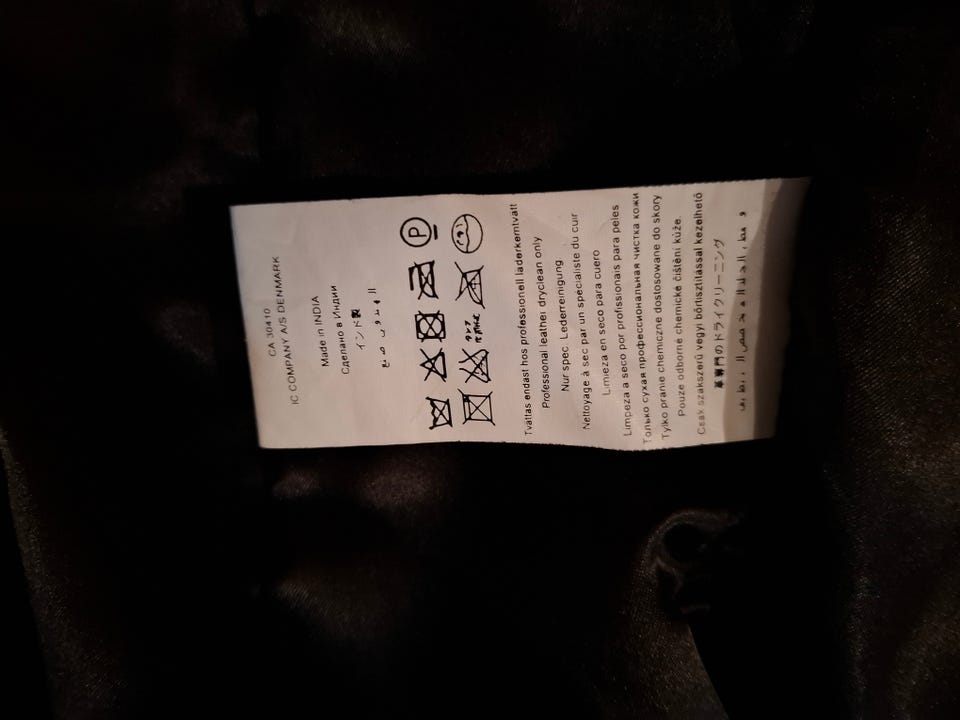 CA 30410
IC COMPANY A/S DENMARK
Made in INDIA
Сделано в Индии
インド製
P
Tvättas endast hos professionell läderkemtvätt
Professional leather dryclean only
Nur spec. Lederreinigung
Nettoyage à sec par un spécialiste du cuir
Limieza en seco para cuero
Limpeza a seco por profissionais para peles
Только сухая профессиональная чистка кожи
Tylko pranie chemiczne dostosowane do skory
Pouze odborné chemické čištění kůže.
Csak szakszerű vegyi bőrtisztítással kezelhető
革専門のドライクリーニング